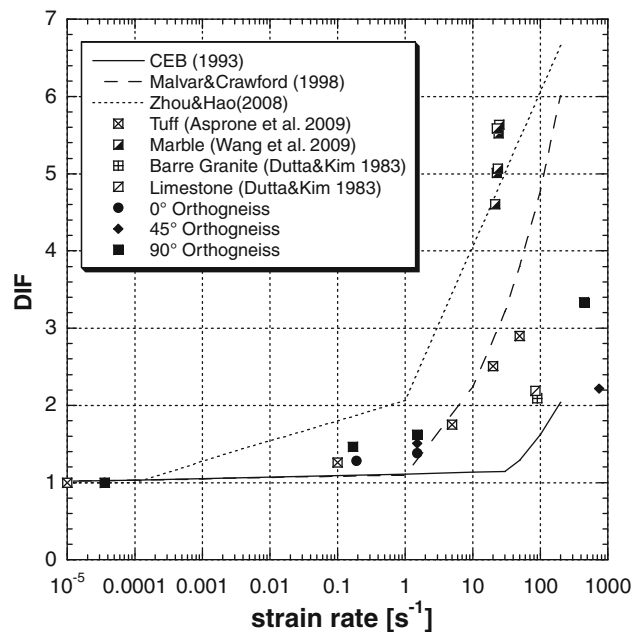 7
6
5
4
3
2
1
0
DIF
CEB (1993)
Malvar&Crawford (1998)
Zhou&Hao(2008)
Tuff (Asprone et al. 2009)
Marble (Wang et al. 2009)
Barre Granite (Dutta&Kim 1983)
Limestone (Dutta&Kim 1983)
0° Orthogneiss
45° Orthogneiss
90° Orthogneiss
10⁻⁵ 0.0001 0.001 0.01 0.1 1 10 100 1000
strain rate [s⁻¹]